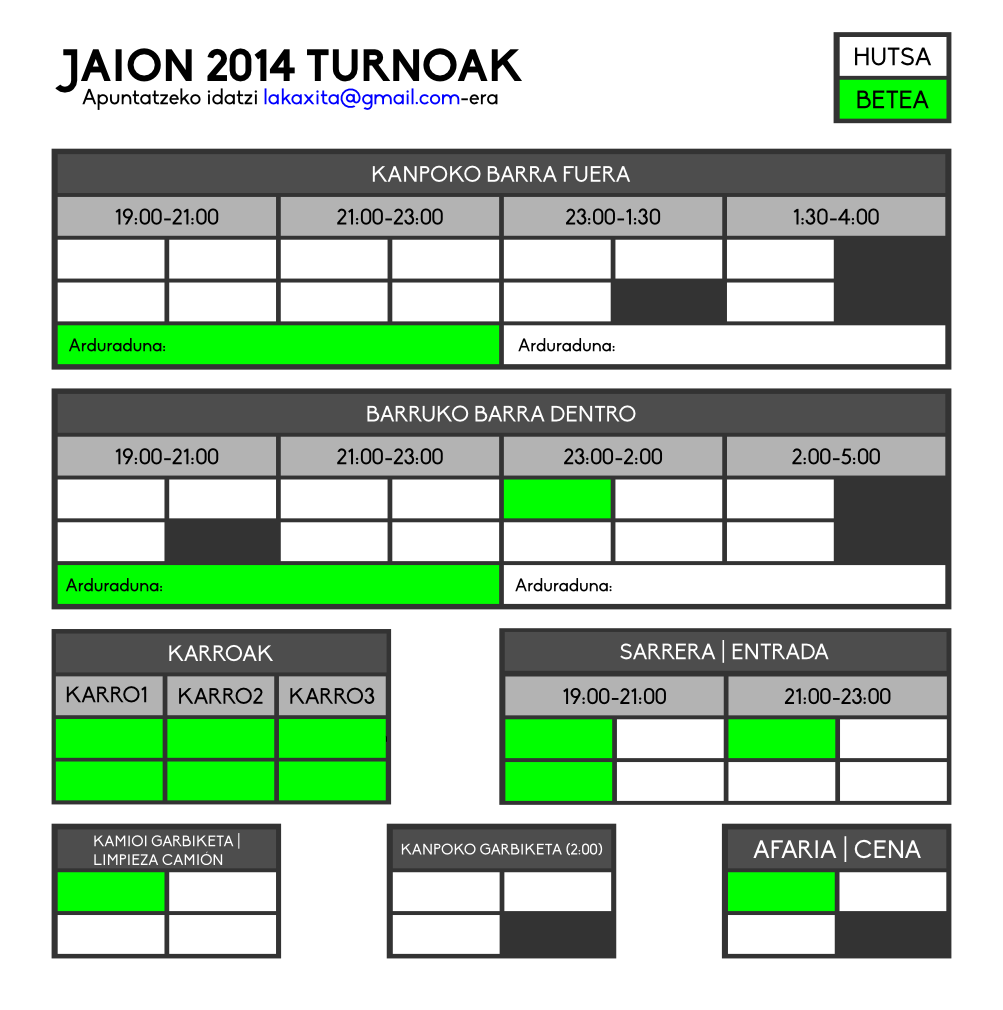 JAION 2014 TURNOAK
Apuntatzeko idatzi lakaxita@gmail.com-era
HUTSA
BETEA
KANPOKO BARRA FUERA
19:00-21:00 21:00-23:00 23:00-1:30 1:30-4:00
Arduraduna: Arduraduna:
BARRUKO BARRA DENTRO
19:00-21:00 21:00-23:00 23:00-2:00 2:00-5:00
Arduraduna: Arduraduna:
KARROAK
KARRO1 KARRO2 KARRO3
SARRERA | ENTRADA
19:00-21:00 21:00-23:00
KAMIOI GARBIKETA |
LIMPIEZA CAMIÓN
KANPOKO GARBIKETA (2:00)
AFARIA | CENA